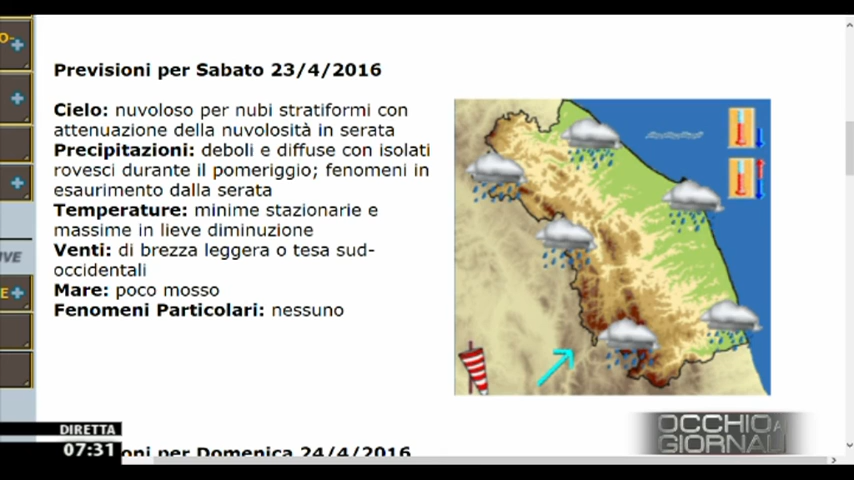 Previsioni per Sabato 23/4/2016
Cielo: nuvoloso per nubi stratiformi con
attenuazione della nuvolosità in serata
Precipitazioni: deboli e diffuse con isolati
rovesci durante il pomeriggio; fenomeni in
esaurimento dalla serata
Temperature: minime stazionarie e
massime in lieve diminuzione
Venti: di brezza leggera o tesa sud-
occidentali
Mare: poco mosso
Fenomeni Particolari: nessuno
DIRETTA
07:31
oni per Domenica 24/4/2016
OCCHIO AI
GIORNALI